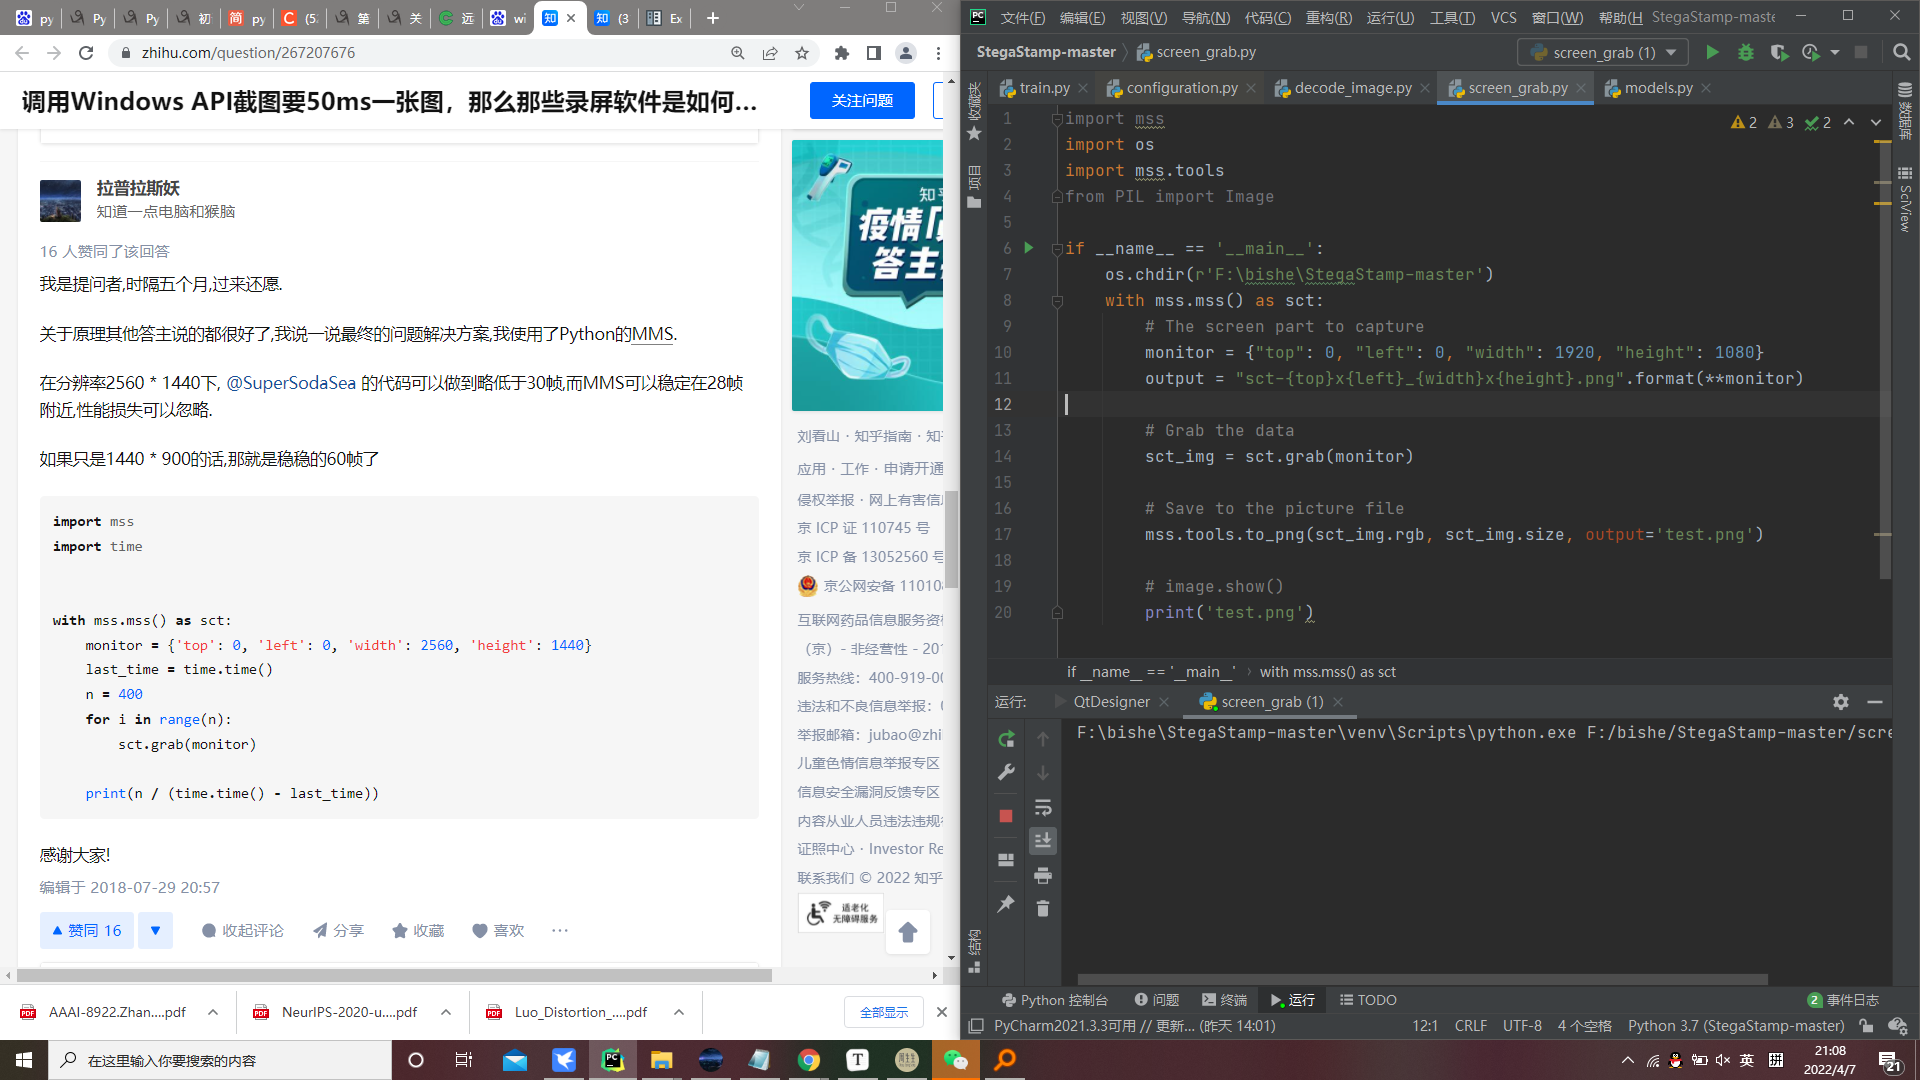 py
Py
Py
初
py
(5
第
关
远
wi
(3
Ex
zhihu.com/question/267207676
调用Windows API截图要50ms一张图，那么那些录屏软件是如何...
关注问题
拉普拉斯妖
知道一点电脑和猴脑
16 人赞同了该回答
我是提问者,时隔五个月,过来还愿.
关于原理其他答主说的都很好了,我说一说最终的问题解决方案,我使用了Python的MMS.
在分辨率2560 * 1440下, @SuperSodaSea 的代码可以做到略低于30帧,而MMS可以稳定在28帧
附近,性能损失可以忽略.
如果只是1440 * 900的话,那就是稳稳的60帧了
import mss
import time
with mss.mss() as sct:
monitor = {'top': 0, 'left': 0, 'width': 2560, 'height': 1440}
last_time = time.time()
n = 400
for i in range(n):
sct.grab(monitor)
print(n / (time.time() - last_time))
感谢大家!
编辑于 2018-07-29 20:57
赞同 16
收起评论
分享
收藏
喜欢
疫情
答主
刘看山 · 知乎指南 · 知
应用 · 工作 · 申请开通
侵权举报 · 网上有害信
京 ICP 证 110745 号
京 ICP 备 13052560 号
京公网安备 11010
互联网药品信息服务资
（京）- 非经营性 - 201
服务热线：400-919-00
违法和不良信息举报：
举报邮箱：jubao@zhi
儿童色情信息举报专区
信息安全漏洞反馈专区
内容从业人员违法违规
证照中心 · Investor Re
联系我们 © 2022 知乎
适老化
无障碍服务
AAAI-8922.Zhan....pdf
NeurIPS-2020-u....pdf
Luo_Distortion_....pdf
全部显示
文件(F) 编辑(E) 视图(V) 导航(N) 代码(C) 重构(R) 运行(U) 工具(T) VCS 窗口(W) 帮助(H StegaStamp-maste
StegaStamp-master
screen_grab.py
screen_grab (1)
train.py
configuration.py
decode_image.py
screen_grab.py
models.py
收藏夹
项目
结构
数据库
SciView
2 3 2
1 import mss
2 import os
3 import mss.tools
4 from PIL import Image
5
6 if __name__ == '__main__':
7 os.chdir(r'F:\bishe\StegaStamp-master')
8 with mss.mss() as sct:
9 # The screen part to capture
10 monitor = {"top": 0, "left": 0, "width": 1920, "height": 1080}
11 output = "sct-{top}x{left}_{width}x{height}.png".format(**monitor)
12
13 # Grab the data
14 sct_img = sct.grab(monitor)
15
16 # Save to the picture file
17 mss.tools.to_png(sct_img.rgb, sct_img.size, output='test.png')
18
19 # image.show()
20 print('test.png')
if __name__ == '__main__' › with mss.mss() as sct
运行:
QtDesigner
screen_grab (1)
F:\bishe\StegaStamp-master\venv\Scripts\python.exe F:/bishe/StegaStamp-master/scre
Python 控制台
问题
终端
运行
TODO
2 事件日志
PyCharm2021.3.3可用 // 更新... (昨天 14:01)
12:1 CRLF UTF-8 4 个空格 Python 3.7 (StegaStamp-master)
在这里输入你要搜索的内容
英
拼
21:08
2022/4/7
21